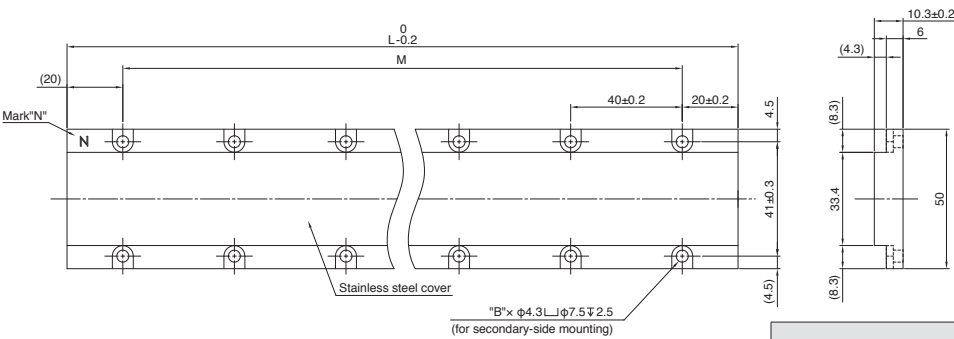 0
L-0.2
M
(20)
40±0.2
20±0.2
Mark"N"
N
4.5
41±0.3
(4.5)
Stainless steel cover
"B"× φ4.3⌴φ7.5↧2.5
(for secondary-side mounting)
10.3±0.2
6
(4.3)
(8.3)
33.4
50
(8.3)